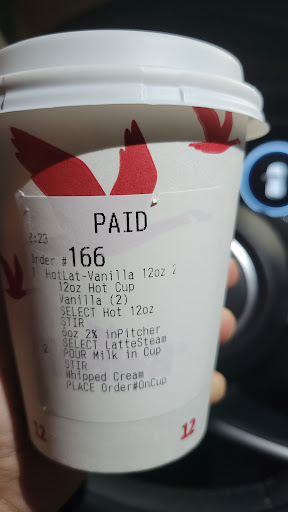 PAID
2:23
Order #166
1 HotLat-Vanilla 12oz 2
12oz Hot Cup
Vanilla (2)
SELECT Hot 12oz
STIR
6oz 2% inPitcher
SELECT LatteSteam
2 POUR Milk in Cup
STIR
Whipped Cream
PLACE Order#OnCup
12
12